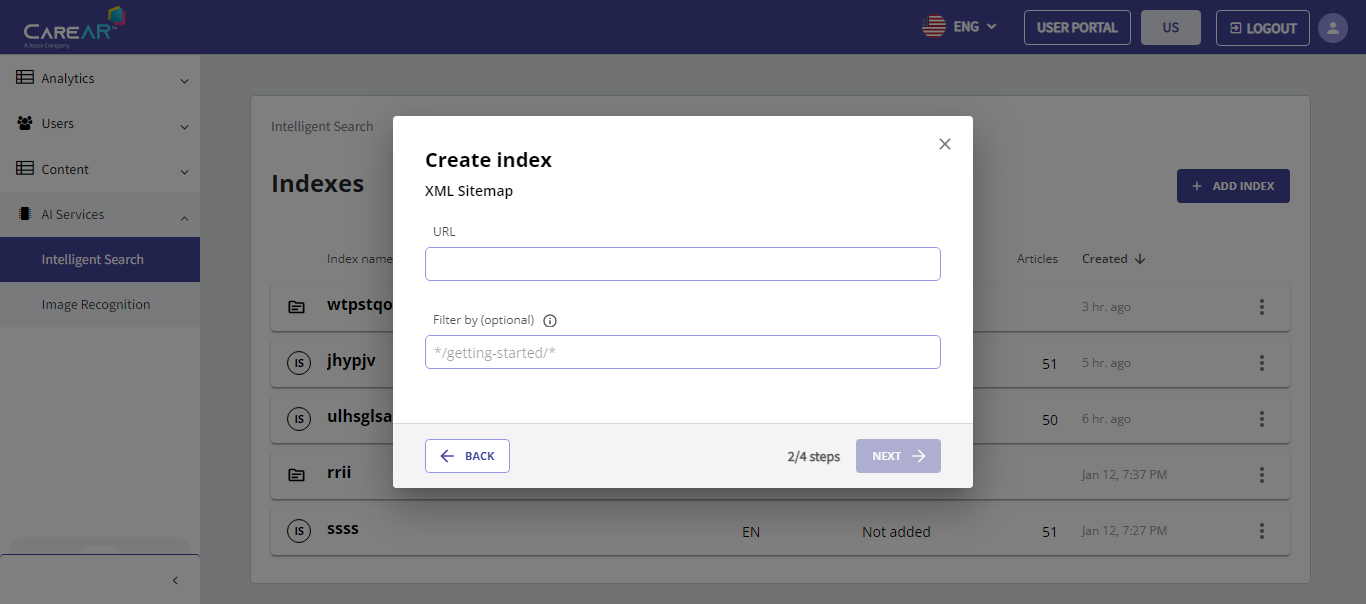 CAREAR™
A Xerox Company
ENG
USER PORTAL
US
LOGOUT
Analytics
Users
Content
AI Services
Intelligent Search
Image Recognition
Intelligent Search
Indexes
+ ADD INDEX
Index name
Articles
Created
wtpstqo
3 hr. ago
IS
jhypjv
51
5 hr. ago
IS
ulhsglsa
50
6 hr. ago
rrii
Jan 12, 7:37 PM
IS
ssss
EN
Not added
51
Jan 12, 7:27 PM
Create index
XML Sitemap
URL
Filter by (optional)
*/getting-started/*
BACK
2/4 steps
NEXT